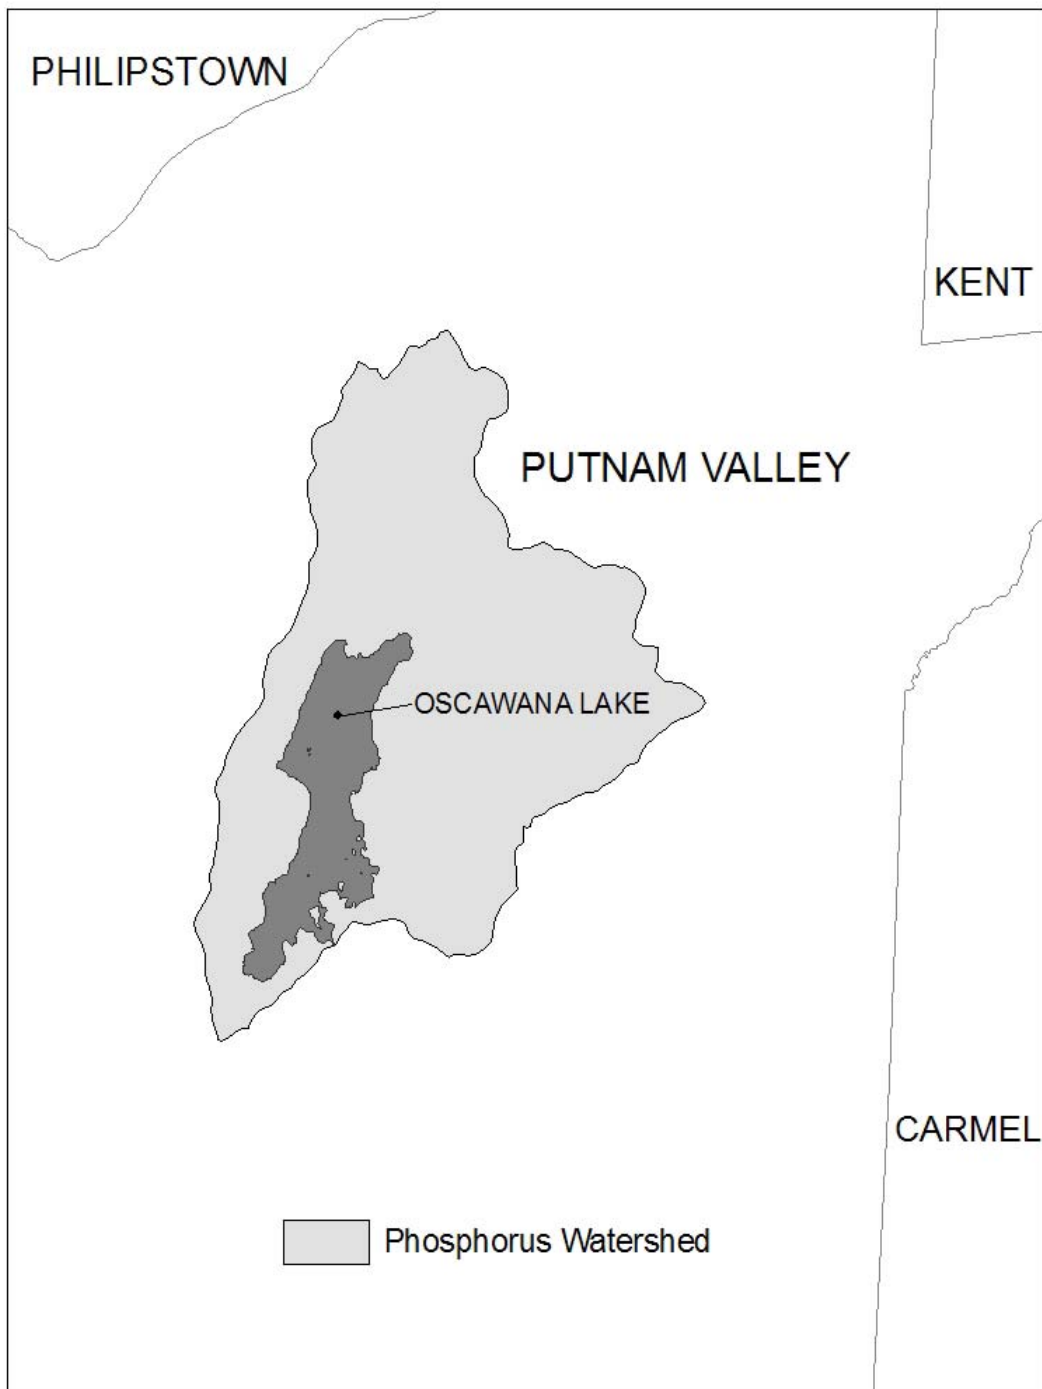 PHILIPSTOWN
KENT
PUTNAM VALLEY
OSCAWANA LAKE
CARMEL
Phosphorus Watershed